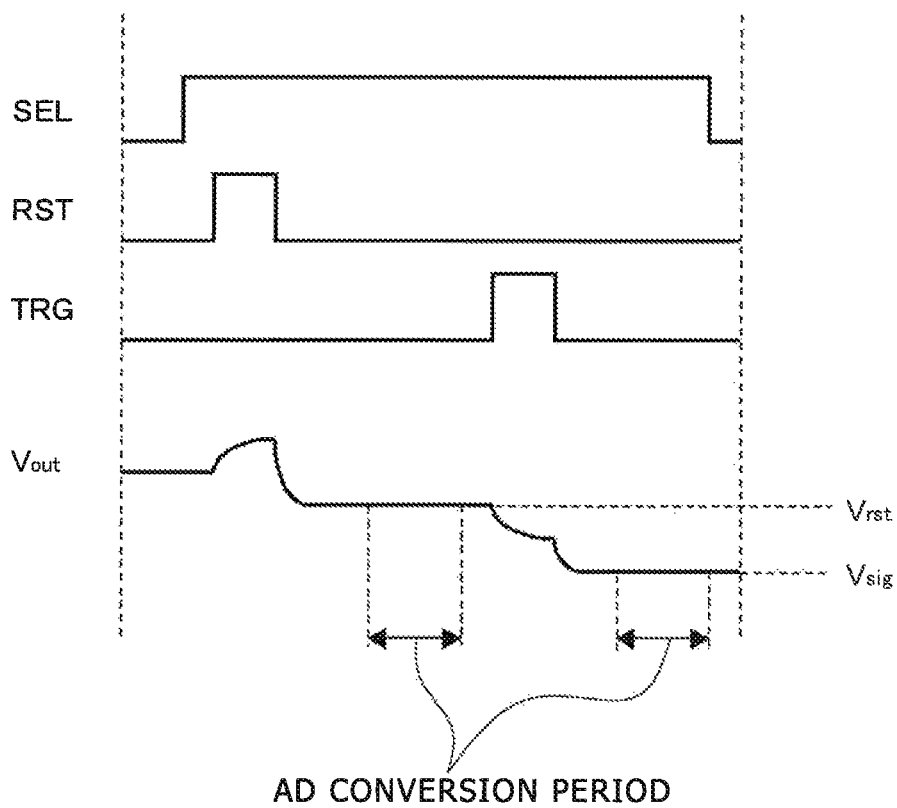 SEL
RST
TRG
Vout
Vrst
Vsig
AD CONVERSION PERIOD